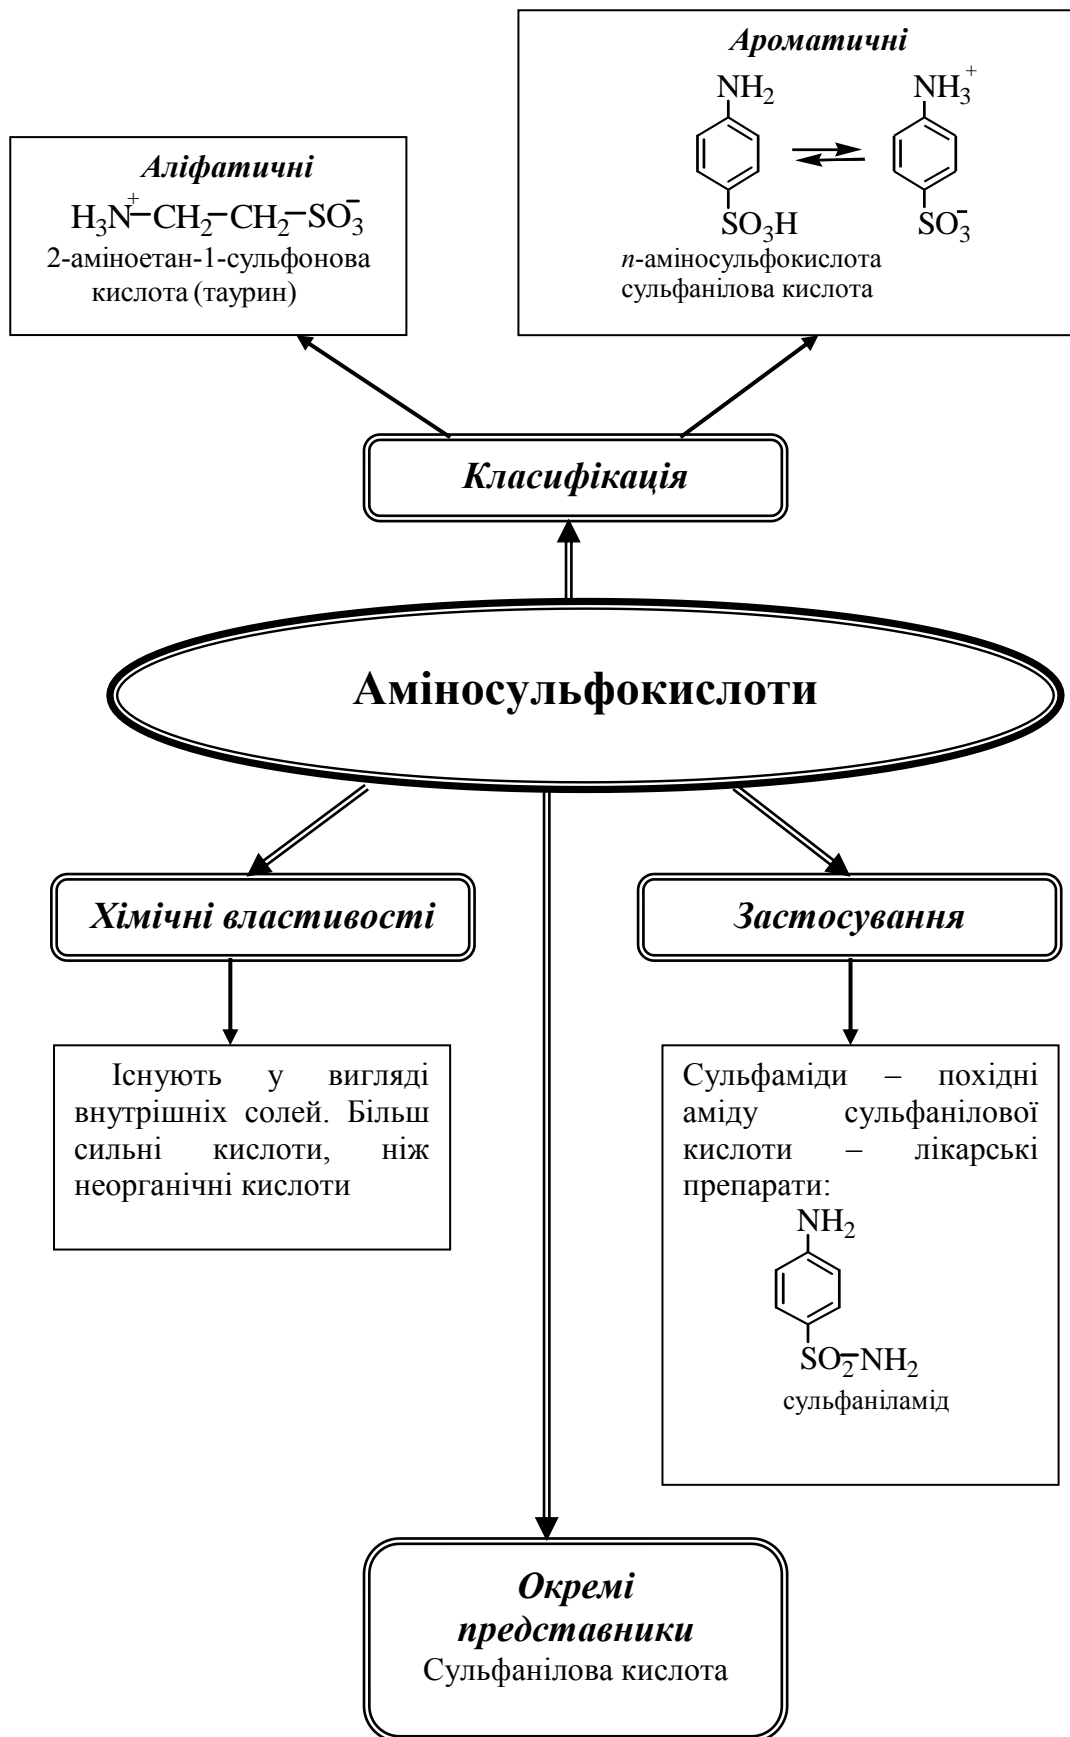 Ароматичні
NH₂ NH₃⁺
SO₃H SO₃⁻
n-аміносульфокислота
сульфанілова кислота
Аліфатичні
H₃N⁺–CH₂–CH₂–SO₃⁻
2-аміноетан-1-сульфонова
кислота (таурин)
Класифікація
Аміносульфокислоти
Хімічні властивості
Застосування
Існують у вигляді
внутрішніх солей. Більш
сильні кислоти, ніж
неорганічні кислоти
Сульфаміди – похідні
аміду сульфанілової
кислоти – лікарські
препарати:
NH₂
SO₂–NH₂
сульфаніламід
Окремі
представники
Сульфанілова кислота